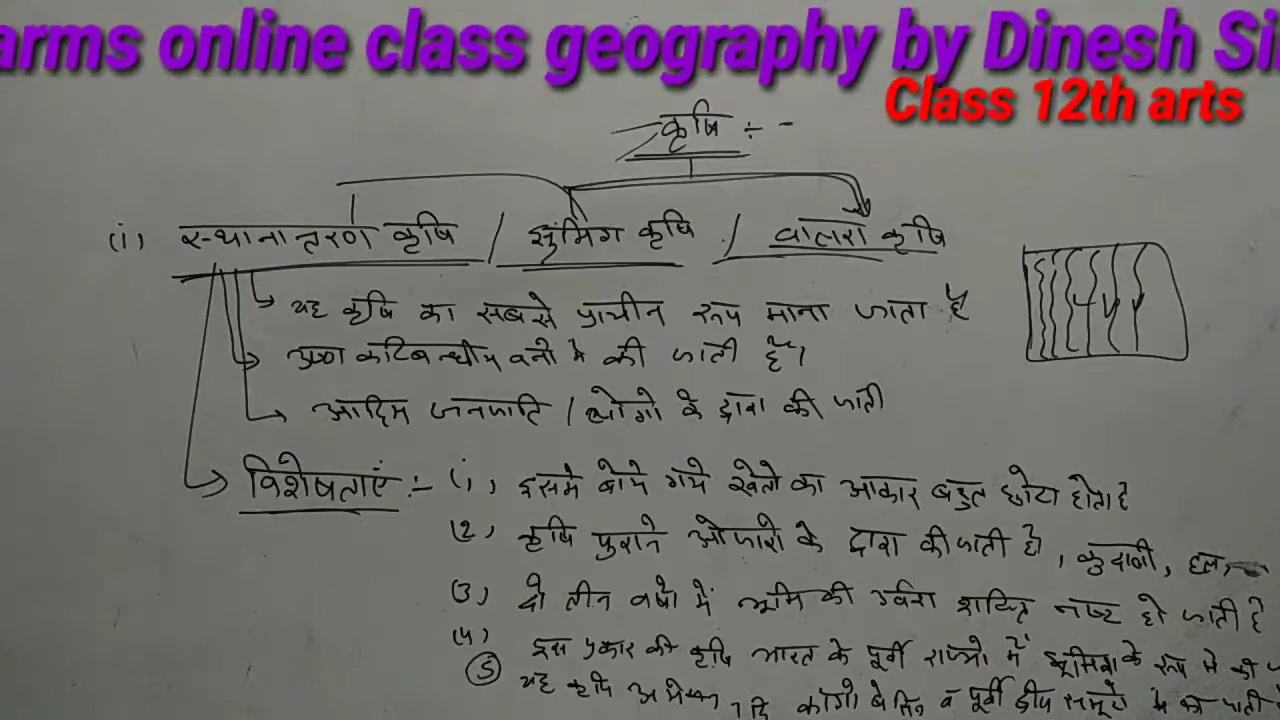 arms online class geography by Dinesh Si
Class 12th arts
कृषि ÷ -
(i) स्थानान्तरण कृषि / झुमिंग कृषि / वालरा कृषि
यह कृषि का सबसे प्राचीन रूप माना जाता है
उष्ण कटिबन्धीय वनो मे की जाती है।
आदिम जनजाति / लोगो के द्वारा की जाती
विशेषताएं :- (1) इसमे बोये गये खेतो का आकार बहुत छोटा होता है
(2) कृषि पुराने ओजारो के द्वारा की जाती है, कुदाली, हल,
(3) दो तीन वर्षो में भूमि की उर्वरा शक्ति नष्ट हो जाती है
(4) इस प्रकार की कृषि भारत के पूर्वी राज्यो में के रूप मे की
(5) यह कृषि कांगो बेसिन व पूर्वी द्वीप समूहो मे की जाती